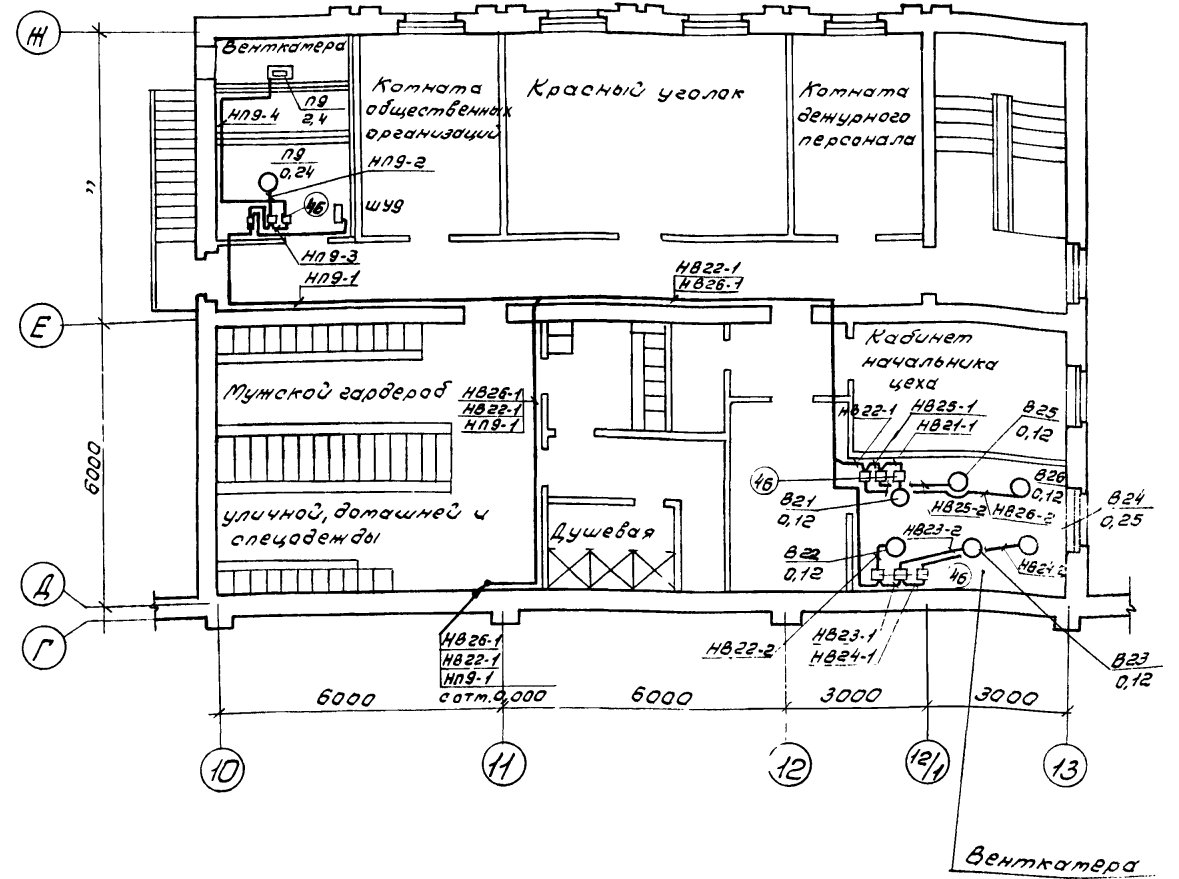 Ж
Венткамера
П9
2,4
НП9-4
Комната
общественных
организаций
Красный уголок
Комната
дежурного
персонала
П9
0,24
НП9-2
46
ШУ9
НП9-3
НП9-1
НВ22-1
НВ26-1
"
Е
Кабинет
начальника
цеха
Мужской гардероб
НВ26-1
НВ22-1
НП9-1
НВ22-1
НВ25-1
НВ21-1
В25
0,12
6000
46
В26
0,12
В21
0,12
НВ25-2
НВ26-2
В24
0,25
уличной, домашней и
спецодежды
Душевая
НВ23-2
В22
0,12
НВ24-2
46
Д
Г
НВ26-1
НВ22-1
НП9-1
с отм. 0,000
НВ22-2
НВ23-1
НВ24-1
В23
0,12
6000
6000
3000
3000
10
11
12
12/1
13
Венткамера